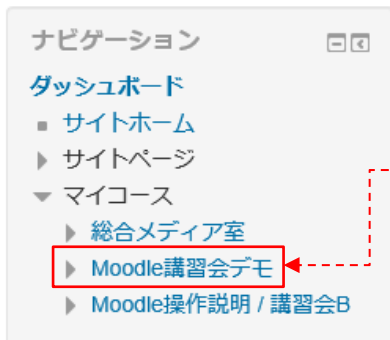 ナビゲーション
ダッシュボード
サイトホーム
サイトページ
マイコース
総合メディア室
Moodle講習会デモ
Moodle操作説明 / 講習会B